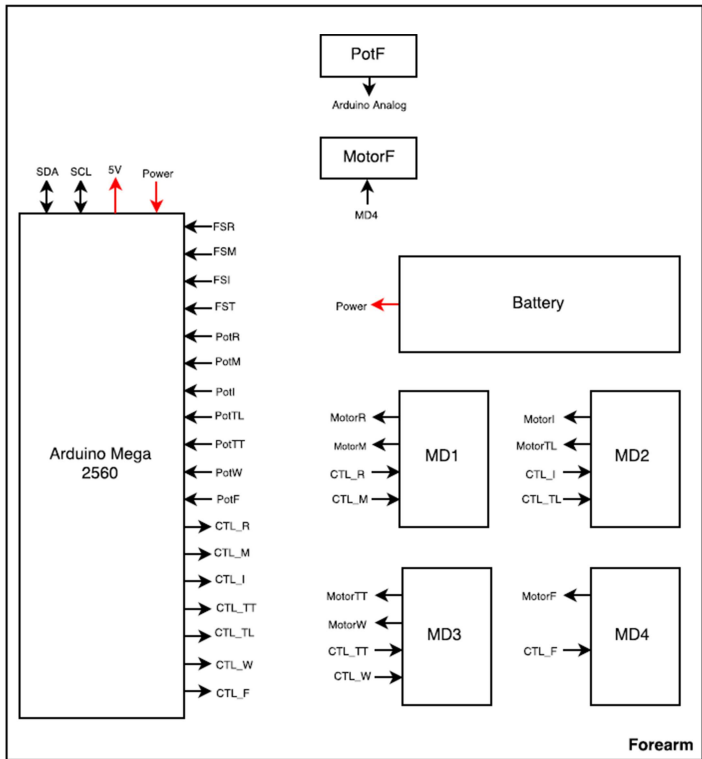 PotF
Arduino Analog
MotorF
MD4
SDA
SCL
5V
Power
FSR
FSM
FSI
FST
PotR
PotM
PotI
PotTL
PotTT
PotW
PotF
CTL_R
CTL_M
CTL_I
CTL_TT
CTL_TL
CTL_W
CTL_F
Arduino Mega
2560
Power
Battery
MotorR
MotorM
CTL_R
CTL_M
MD1
MotorI
MotorTL
CTL_I
CTL_TL
MD2
MotorTT
MotorW
CTL_TT
CTL_W
MD3
MotorF
CTL_F
MD4
Forearm